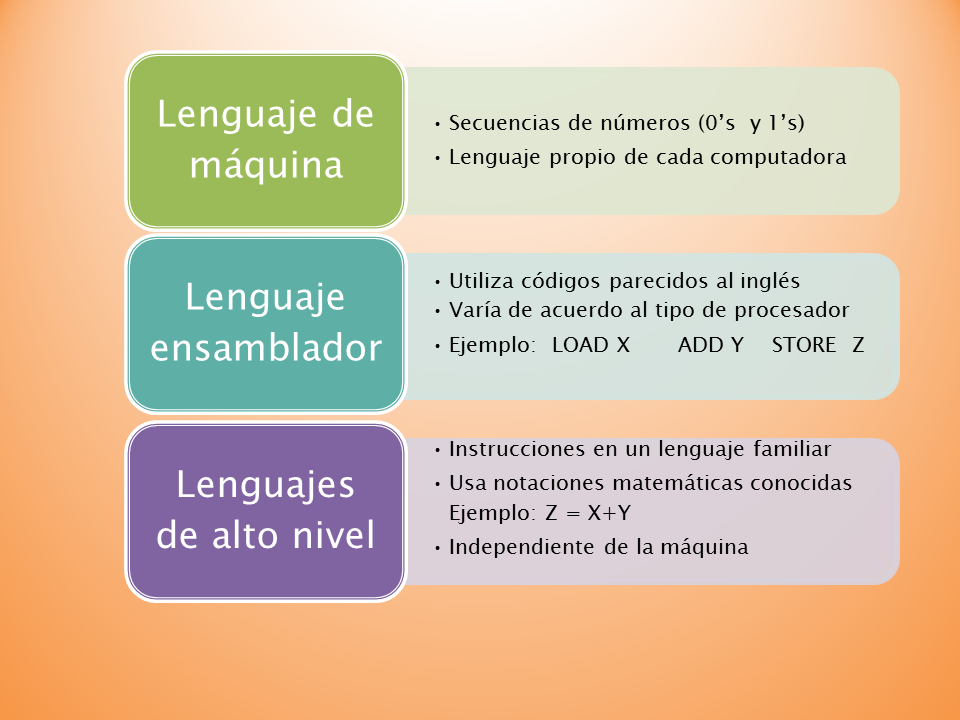 Lenguaje de
máquina
• Secuencias de números (0’s y 1’s)
• Lenguaje propio de cada computadora
Lenguaje
ensamblador
• Utiliza códigos parecidos al inglés
• Varía de acuerdo al tipo de procesador
• Ejemplo: LOAD X ADD Y STORE Z
Lenguajes
de alto nivel
• Instrucciones en un lenguaje familiar
• Usa notaciones matemáticas conocidas
Ejemplo: Z = X+Y
• Independiente de la máquina